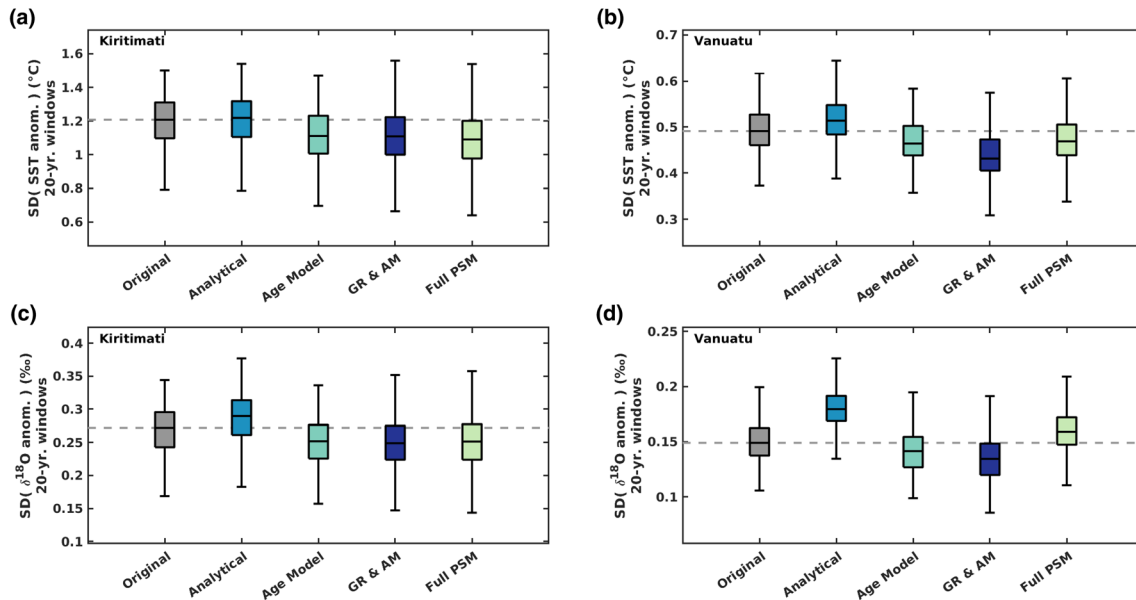 (a)
Kiritimati
SD( SST anom. ) (°C)
20-yr. windows
1.6
1.4
1.2
1
0.8
0.6
Original
Analytical
Age Model
GR & AM
Full PSM
(b)
Vanuatu
SD( SST anom. ) (°C)
20-yr. windows
0.7
0.6
0.5
0.4
0.3
Original
Analytical
Age Model
GR & AM
Full PSM
(c)
Kiritimati
SD( δ¹⁸O anom. ) (‰)
20-yr. windows
0.4
0.35
0.3
0.25
0.2
0.15
0.1
Original
Analytical
Age Model
GR & AM
Full PSM
(d)
Vanuatu
SD( δ¹⁸O anom. ) (‰)
20-yr. windows
0.25
0.2
0.15
0.1
Original
Analytical
Age Model
GR & AM
Full PSM